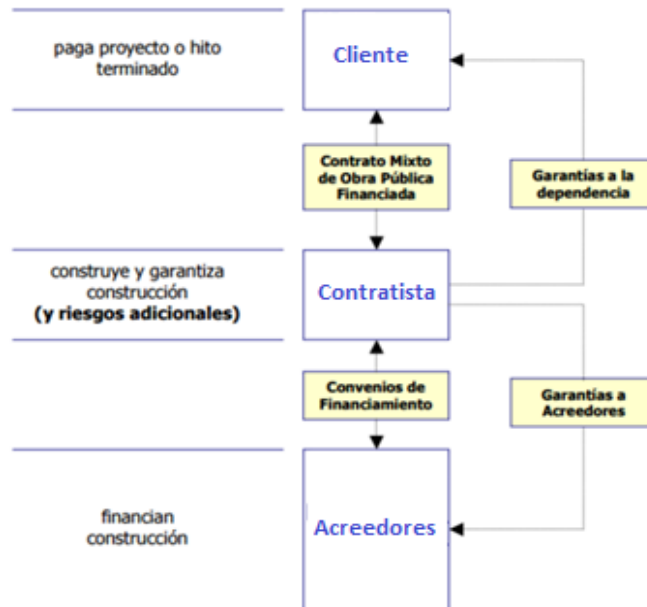 paga proyecto o hito
terminado
Cliente
Contrato Mixto
de Obra Pública
Financiada
Garantías a la
dependencia
construye y garantiza
construcción
(y riesgos adicionales)
Contratista
Convenios de
Financiamiento
Garantías a
Acreedores
financian
construcción
Acreedores